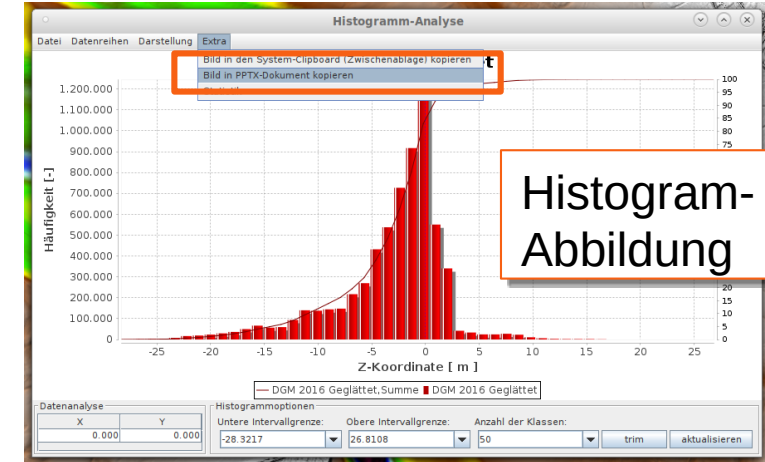 Histogramm-Analyse
Datei Datenreihen Darstellung Extra
Bild in den System-Clipboard (Zwischenablage) kopieren
Bild in PPTX-Dokument kopieren
Histogram-
Abbildung
Häufigkeit [-]
1.200.000
1.100.000
1.000.000
900.000
800.000
700.000
600.000
500.000
400.000
300.000
200.000
100.000
0
100
95
90
85
80
75
20
15
10
5
0
-25 -20 -15 -10 -5 0 5 10 15 20 25
Z-Koordinate [ m ]
DGM 2016 Geglättet,Summe DGM 2016 Geglättet
Datenanalyse
X Y
0.000 0.000
Histogrammoptionen
Untere Intervallgrenze: Obere Intervallgrenze: Anzahl der Klassen:
-28.3217 26.8108 50 trim aktualisieren